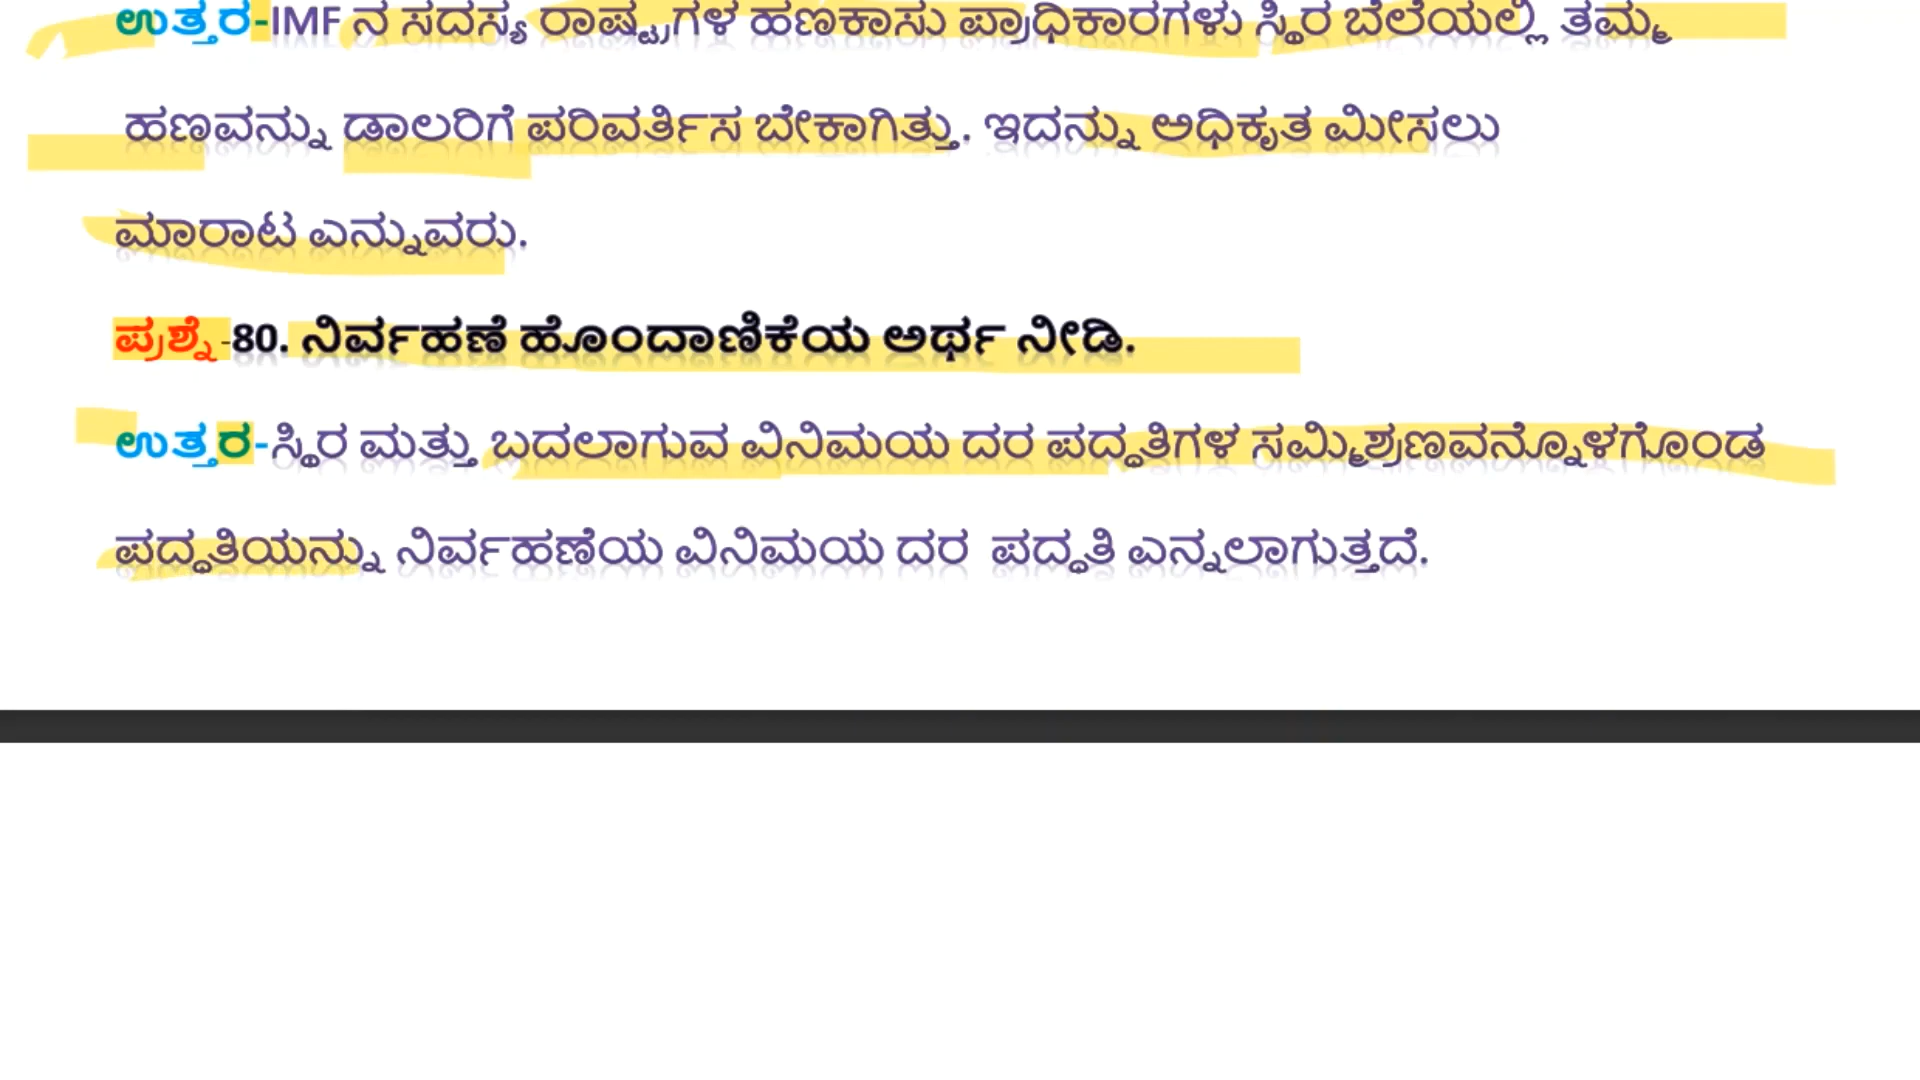 ಉತ್ತರ-IMF ನ ಸದಸ್ಯ ರಾಷ್ಟ್ರಗಳ ಹಣಕಾಸು ಪ್ರಾಧಿಕಾರಗಳು ಸ್ಥಿರ ಬೆಲೆಯಲ್ಲಿ ತಮ್ಮ
ಹಣವನ್ನು ಡಾಲರಿಗೆ ಪರಿವರ್ತಿಸ ಬೇಕಾಗಿತ್ತು. ಇದನ್ನು ಅಧಿಕೃತ ಮೀಸಲು
ಮಾರಾಟ ಎನ್ನುವರು.
ಪ್ರಶ್ನೆ-80. ನಿರ್ವಹಣೆ ಹೊಂದಾಣಿಕೆಯ ಅರ್ಥ ನೀಡಿ.
ಉತ್ತರ-ಸ್ಥಿರ ಮತ್ತು ಬದಲಾಗುವ ವಿನಿಮಯ ದರ ಪದ್ಧತಿಗಳ ಸಮ್ಮಿಶ್ರಣವನ್ನೊಳಗೊಂಡ
ಪದ್ಧತಿಯನ್ನು ನಿರ್ವಹಣೆಯ ವಿನಿಮಯ ದರ ಪದ್ಧತಿ ಎನ್ನಲಾಗುತ್ತದೆ.